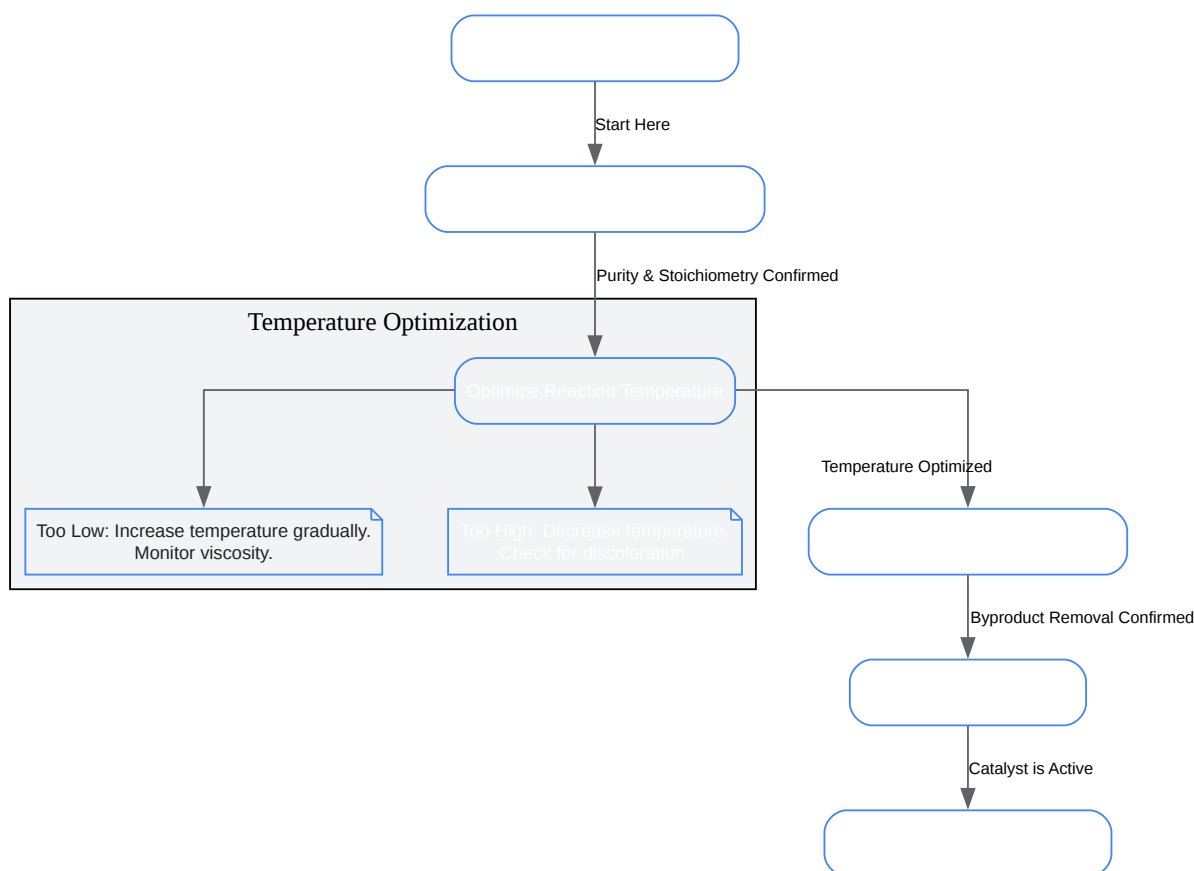 Start Here
Purity & Stoichiometry Confirmed
Temperature Optimization
Optimize Reaction Temperature
Temperature Optimized
Too Low: Increase temperature gradually.
Monitor viscosity.
Too High: Decrease temperature.
Check for discoloration.
Byproduct Removal Confirmed
Catalyst is Active